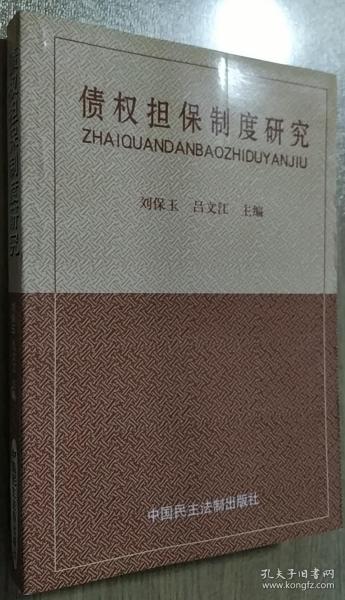 债权担保制度研究
ZHAIQUANDANBAOZHIDUYANJIU
刘保玉 吕文江 主编
中国民主法制出版社
孔夫子旧书网
www.kongfz.com